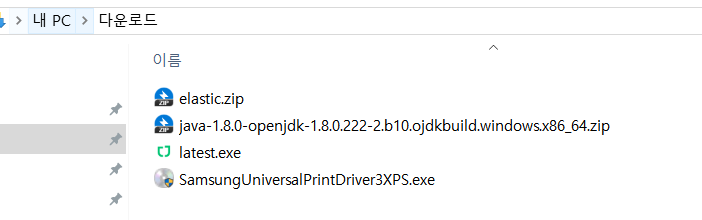 내 PC 다운로드
이름
elastic.zip
java-1.8.0-openjdk-1.8.0.222-2.b10.ojdkbuild.windows.x86_64.zip
latest.exe
SamsungUniversalPrintDriver3XPS.exe